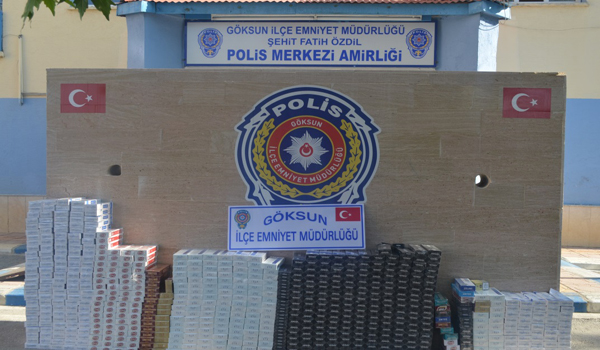 GÖKSUN İLÇE EMNİYET MÜDÜRLÜĞÜ
ŞEHİT FATİH ÖZDİL
POLİS MERKEZİ AMİRLİĞİ
POLİS
GÖKSUN
İLÇE EMNİYET MÜDÜRLÜĞÜ
GÖKSUN
İLÇE EMNİYET MÜDÜRLÜĞÜ